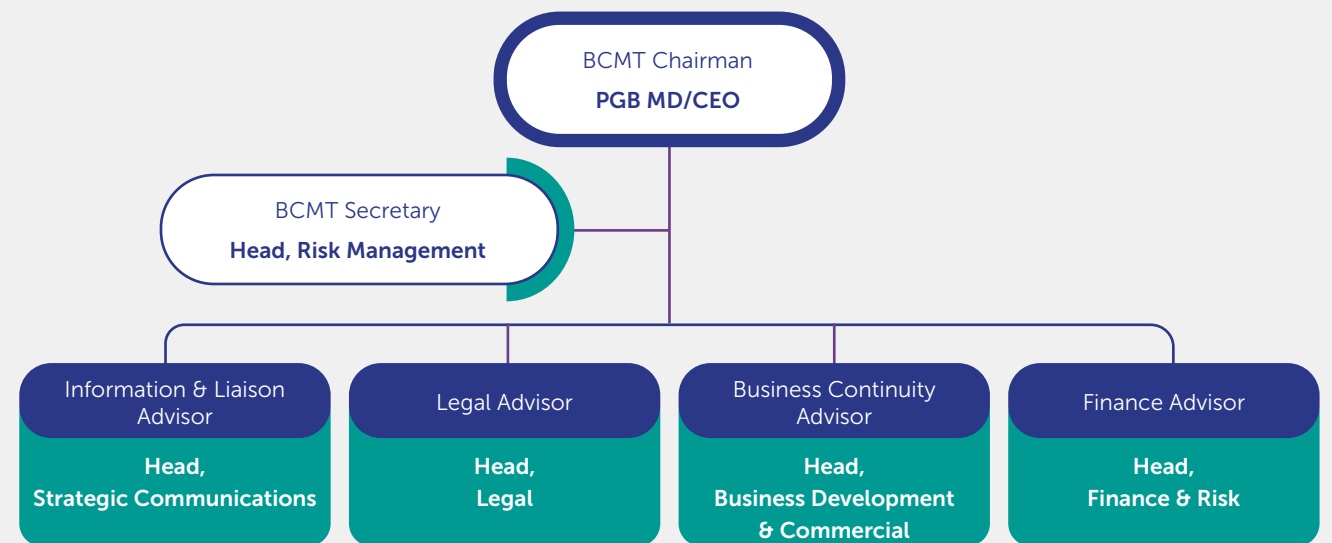 BCMT Chairman
PGB MD/CEO
BCMT Secretary
Head, Risk Management
Information & Liaison
Advisor
Head,
Strategic Communications
Legal Advisor
Head,
Legal
Business Continuity
Advisor
Head,
Business Development
& Commercial
Finance Advisor
Head,
Finance & Risk